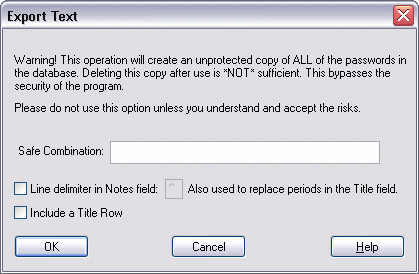 Export Text
Warning! This operation will create an unprotected copy of ALL of the passwords in
the database. Deleting this copy after use is *NOT* sufficient. This bypasses the
security of the program.
Please do not use this option unless you understand and accept the risks.
Safe Combination:
Line delimiter in Notes field: ^ Also used to replace periods in the Title field.
Include a Title Row
OK Cancel Help